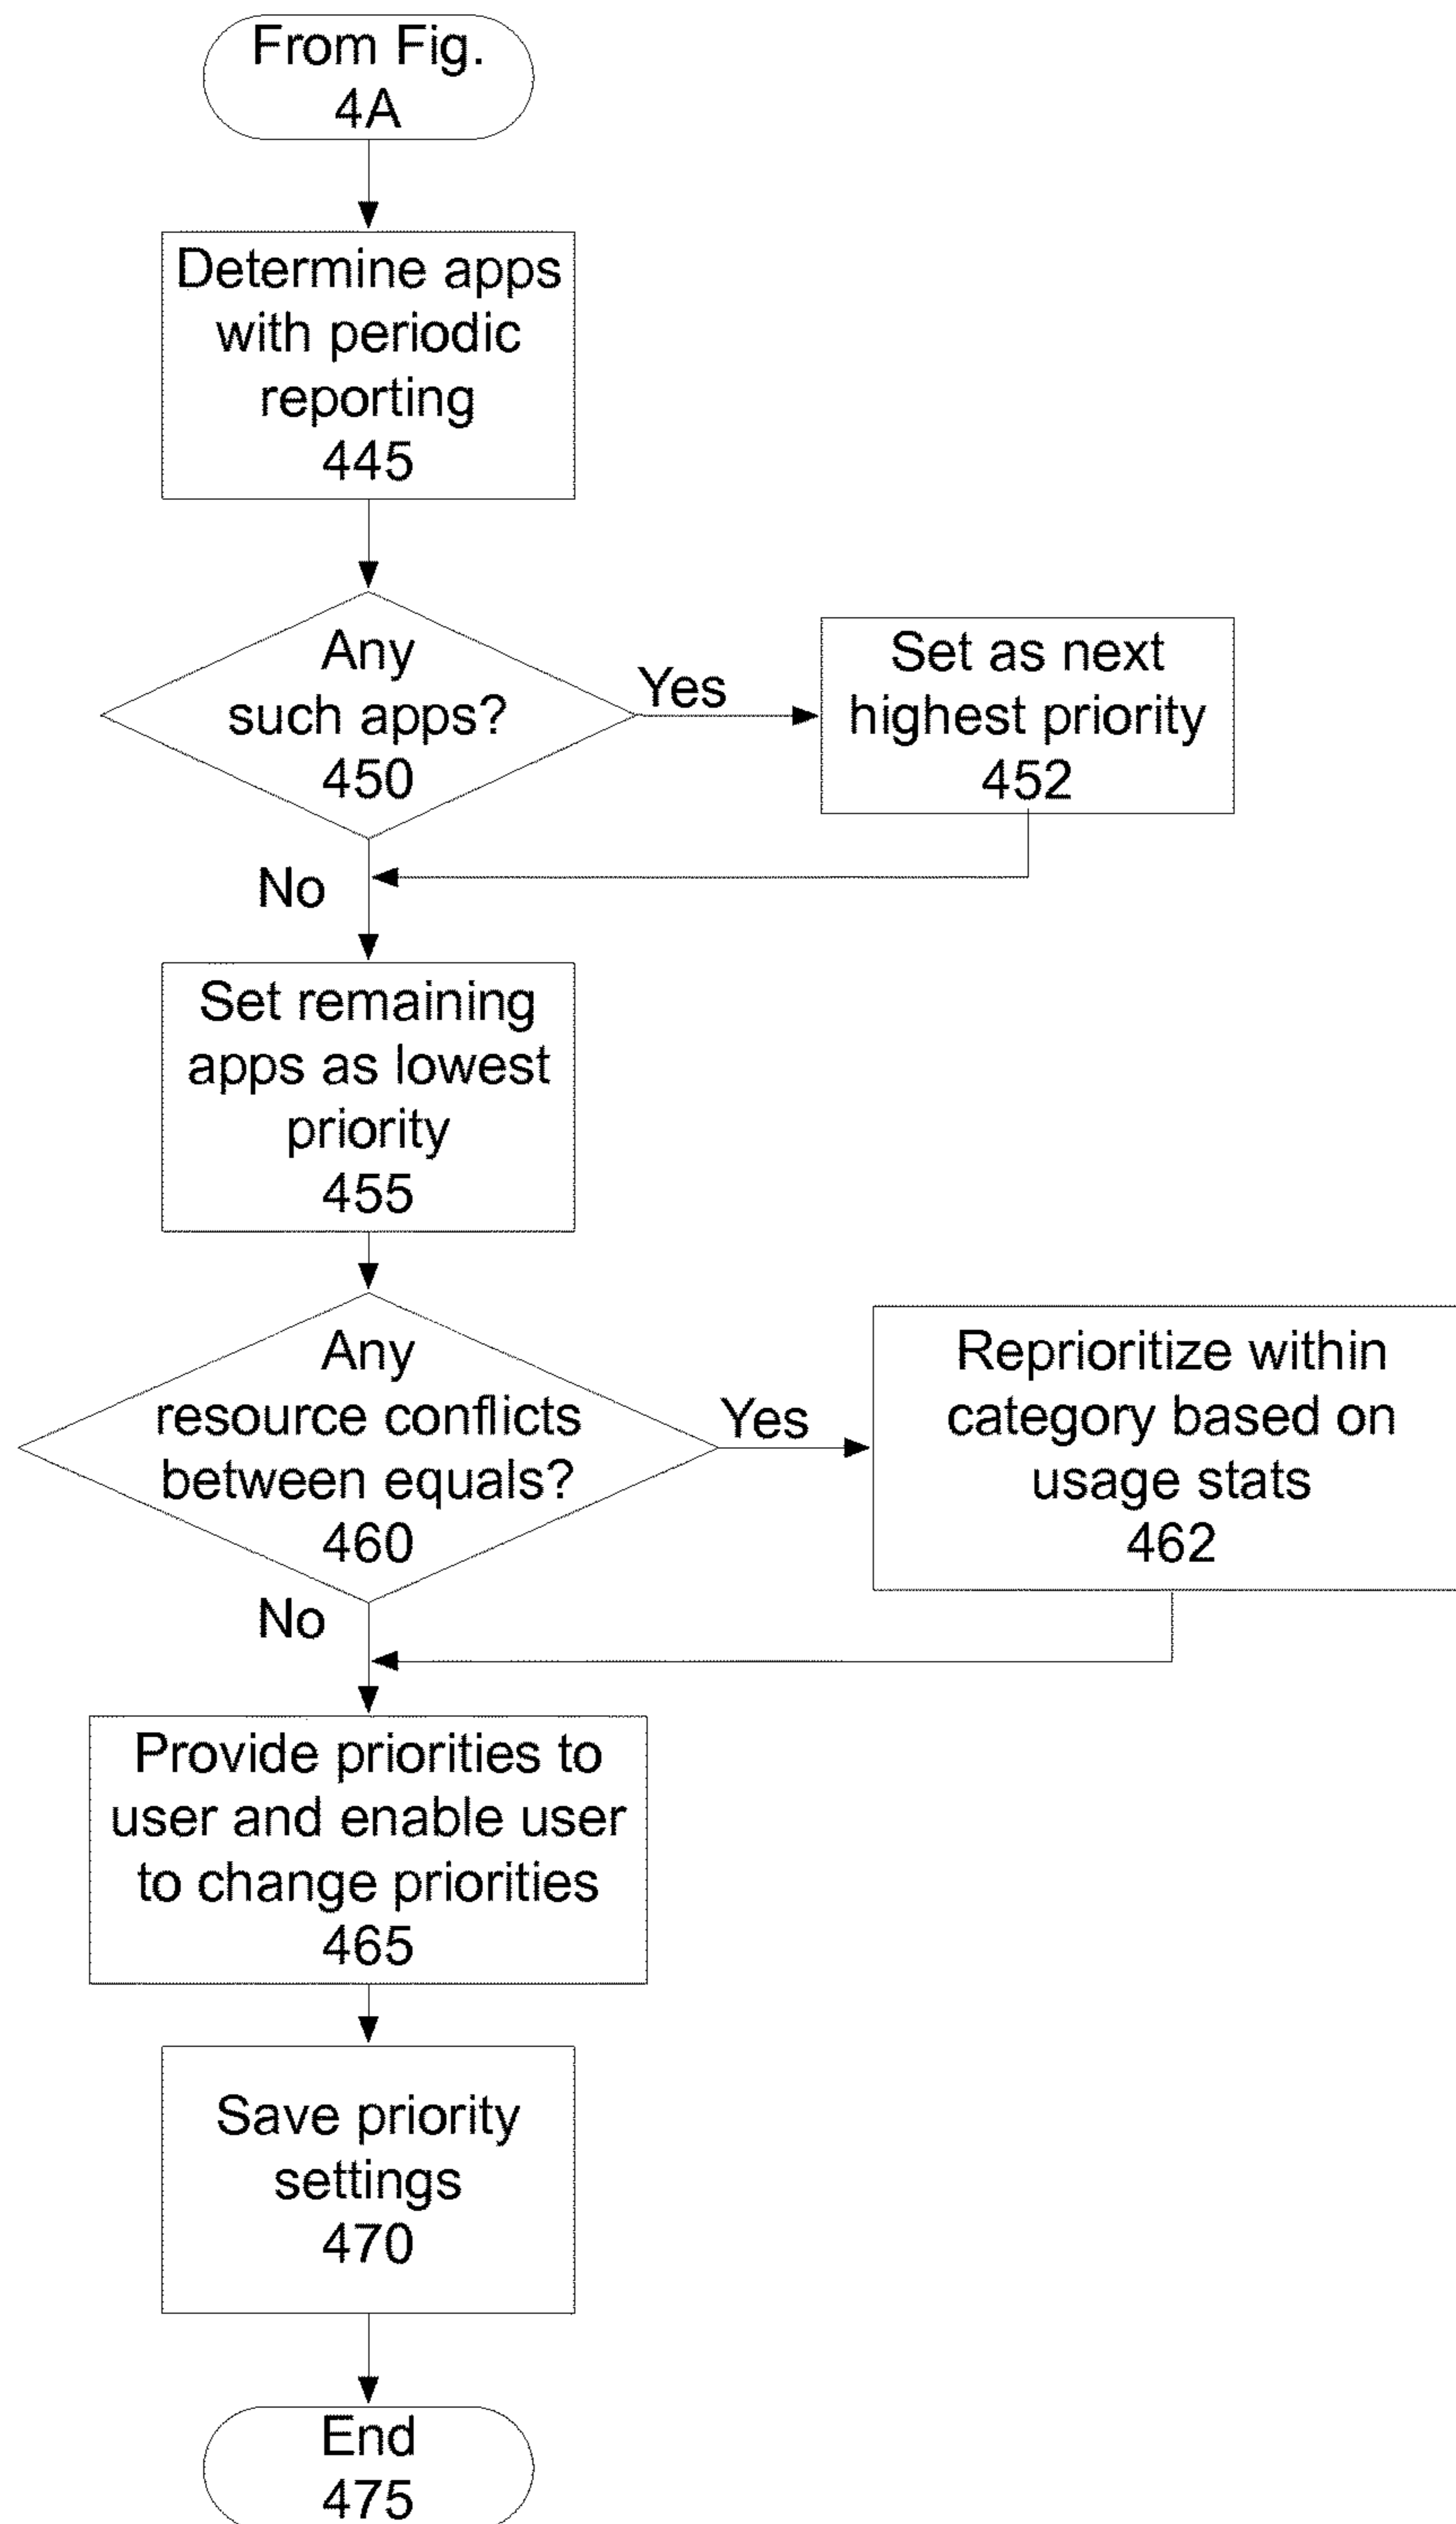 From Fig.
4A
Determine apps
with periodic
reporting
445
Any
such apps?
450
Yes
Set as next
highest priority
452
No
Set remaining
apps as lowest
priority
455
Any
resource conflicts
between equals?
460
Yes
Reprioritize within
category based on
usage stats
462
No
Provide priorities to
user and enable user
to change priorities
465
Save priority
settings
470
End
475